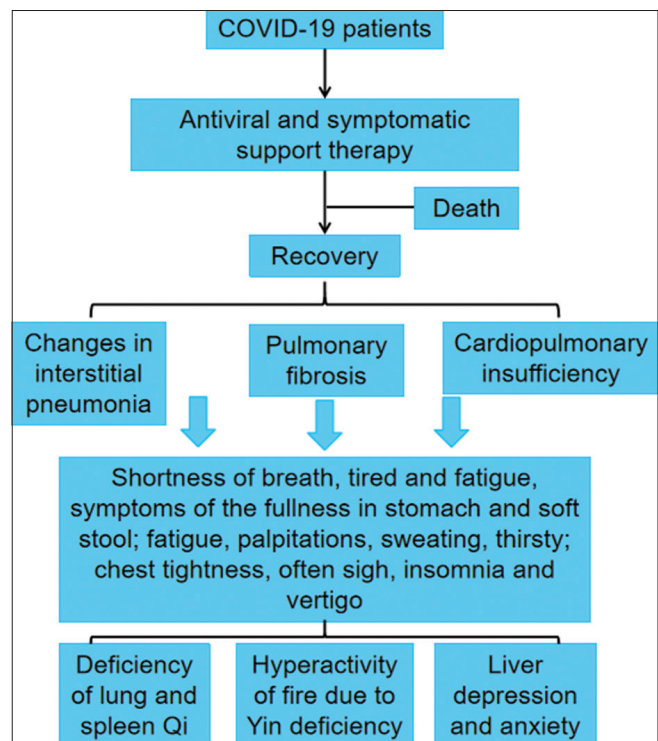 COVID-19 patients
Antiviral and symptomatic
support therapy
Death
Recovery
Changes in
interstitial
pneumonia
Pulmonary
fibrosis
Cardiopulmonary
insufficiency
Shortness of breath, tired and fatigue,
symptoms of the fullness in stomach and soft
stool; fatigue, palpitations, sweating, thirsty;
chest tightness, often sigh, insomnia and
vertigo
Deficiency
of lung and
spleen Qi
Hyperactivity
of fire due to
Yin deficiency
Liver
depression
and anxiety